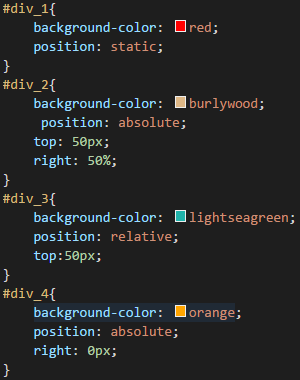 #div_1{
    background-color: red;
    position: static;
}
#div_2{
    background-color: burlywood;
     position: absolute;
    top: 50px;
    right: 50%;
}
#div_3{
    background-color: lightseagreen;
    position: relative;
    top:50px;
}
#div_4{
    background-color: orange;
    position: absolute;
    right: 0px;
}